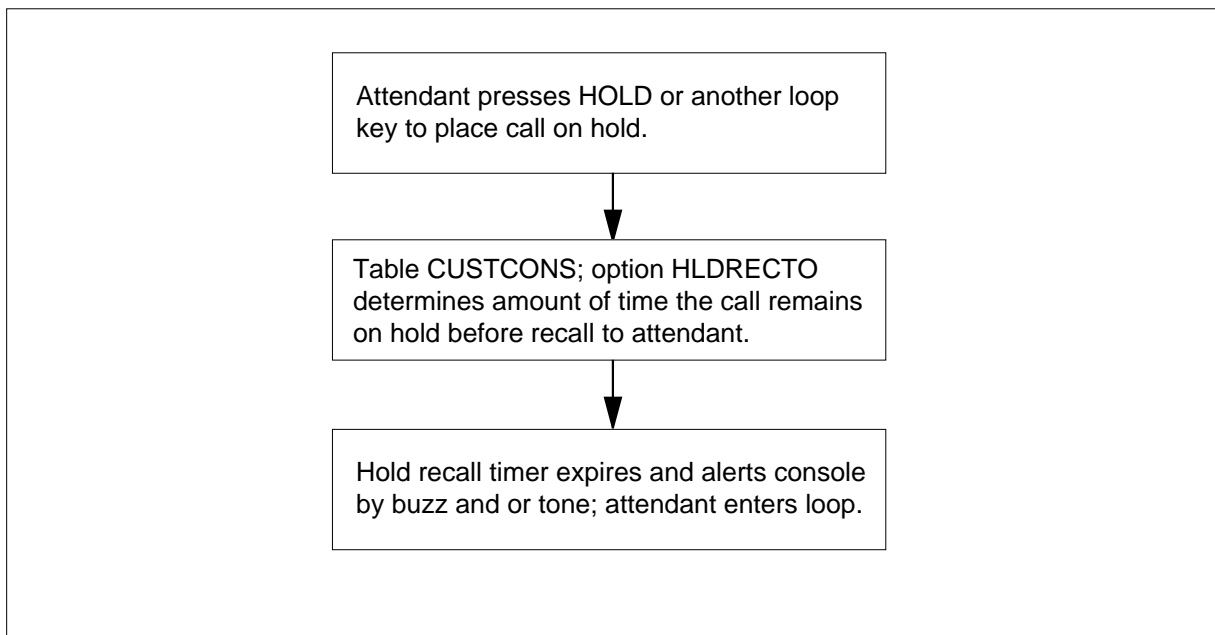 Attendant presses HOLD or another loop
key to place call on hold.
Table CUSTCONS; option HLDRECTO
determines amount of time the call remains
on hold before recall to attendant.
Hold recall timer expires and alerts console
by buzz and or tone; attendant enters loop.